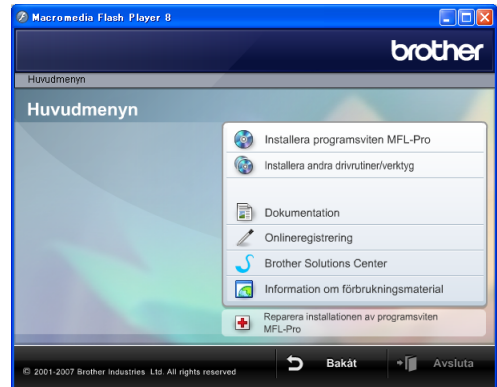 Macromedia Flash Player 8
brother
Huvudmenyn
Huvudmenyn
Installera programsviten MFL-Pro
Installera andra drivrutiner/verktyg
Dokumentation
Onlineregistrering
Brother Solutions Center
Information om förbrukningsmaterial
Reparera installationen av programsviten
MFL-Pro
© 2001-2007 Brother Industries Ltd. All rights reserved
Bakåt
Avsluta